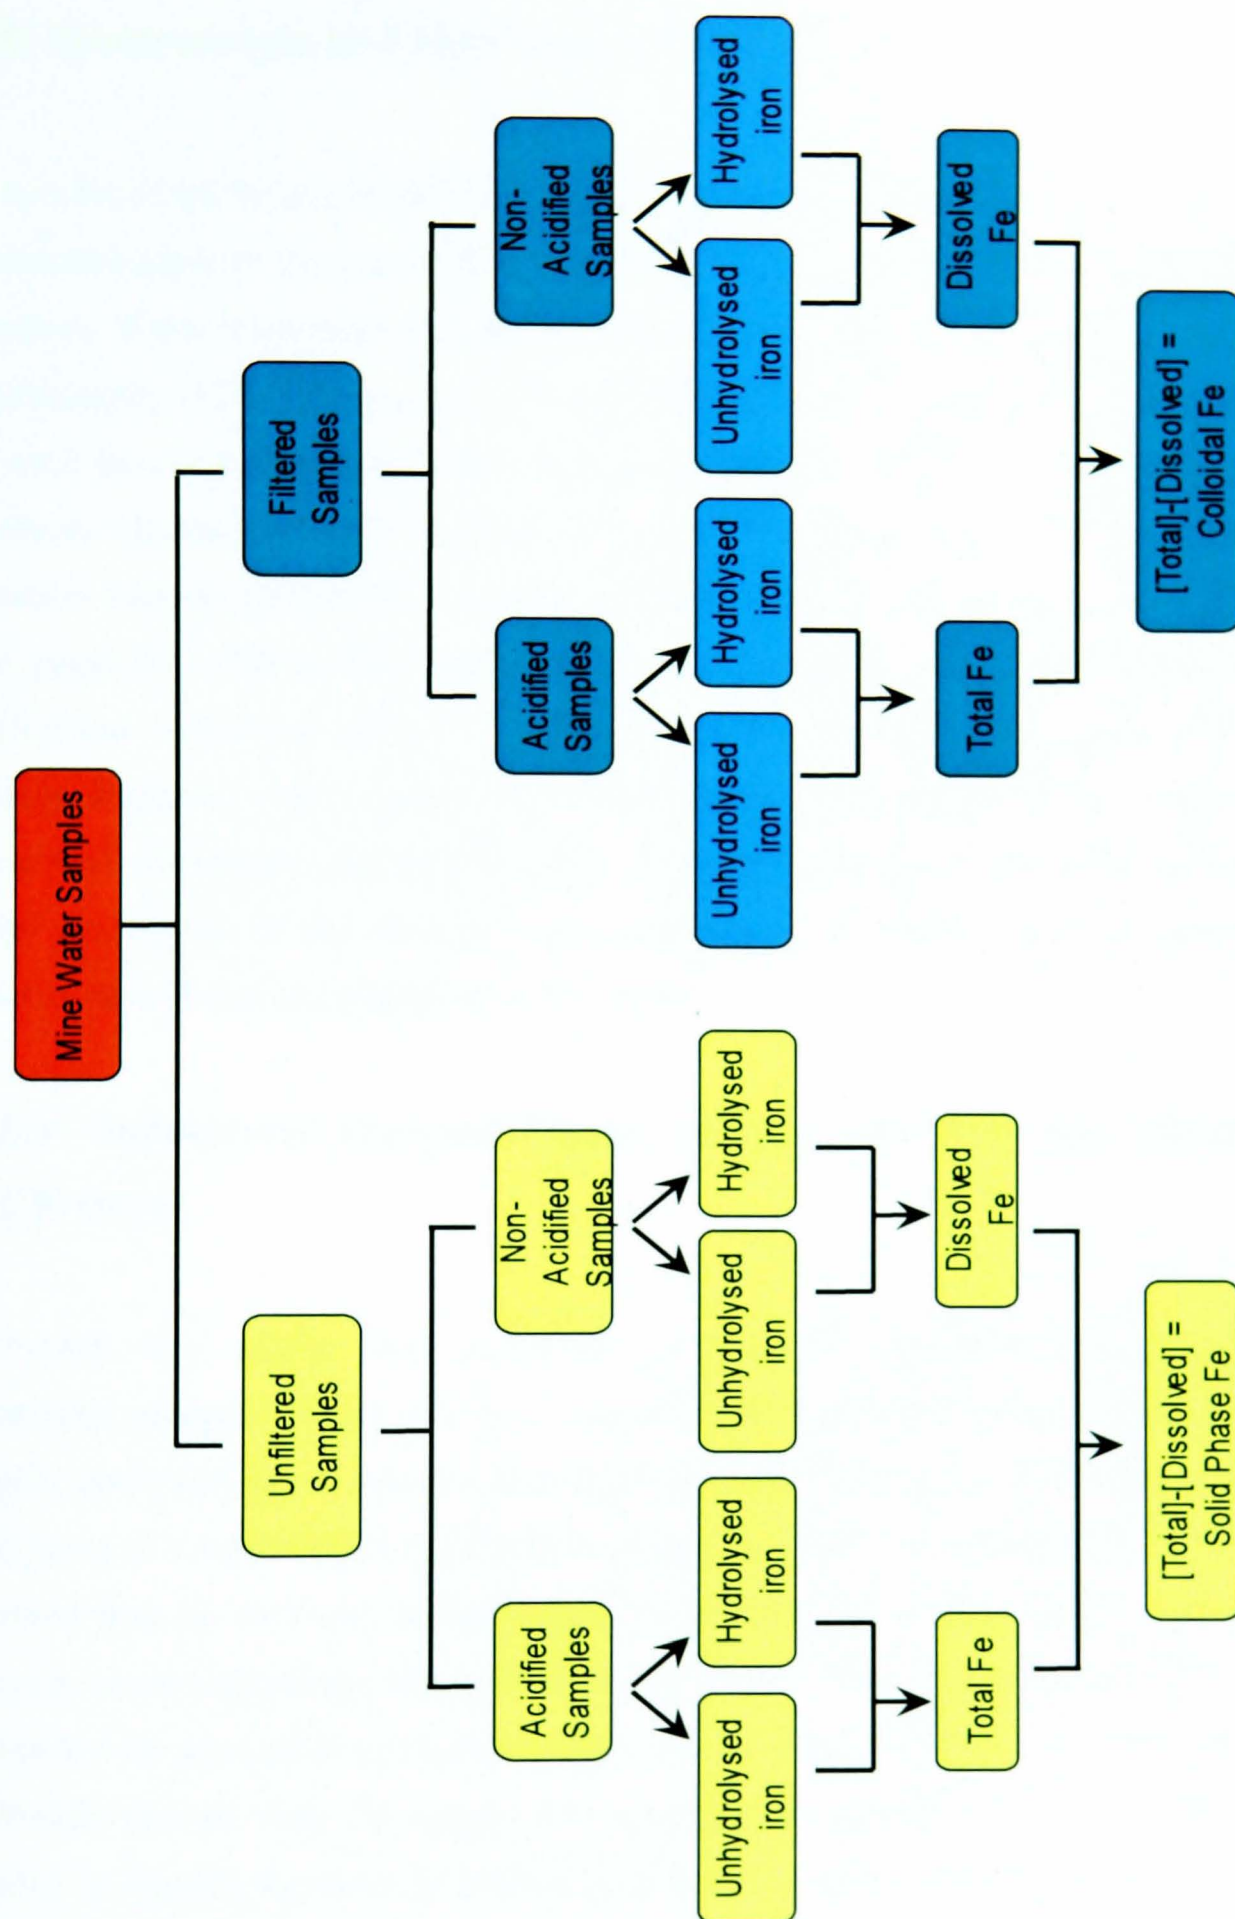 Mine Water Samples
Unfiltered
Samples
Filtered
Samples
Acidified
Samples
Non-
Acidified
Samples
Acidified
Samples
Non-
Acidified
Samples
Unhydrolysed
iron
Hydrolysed
iron
Unhydrolysed
iron
Hydrolysed
iron
Unhydrolysed
iron
Hydrolysed
iron
Unhydrolysed
iron
Hydrolysed
iron
Total Fe
Dissolved
Fe
Total Fe
Dissolved
Fe
[Total]-[Dissolved] =
Solid Phase Fe
[Total]-[Dissolved] =
Colloidal Fe